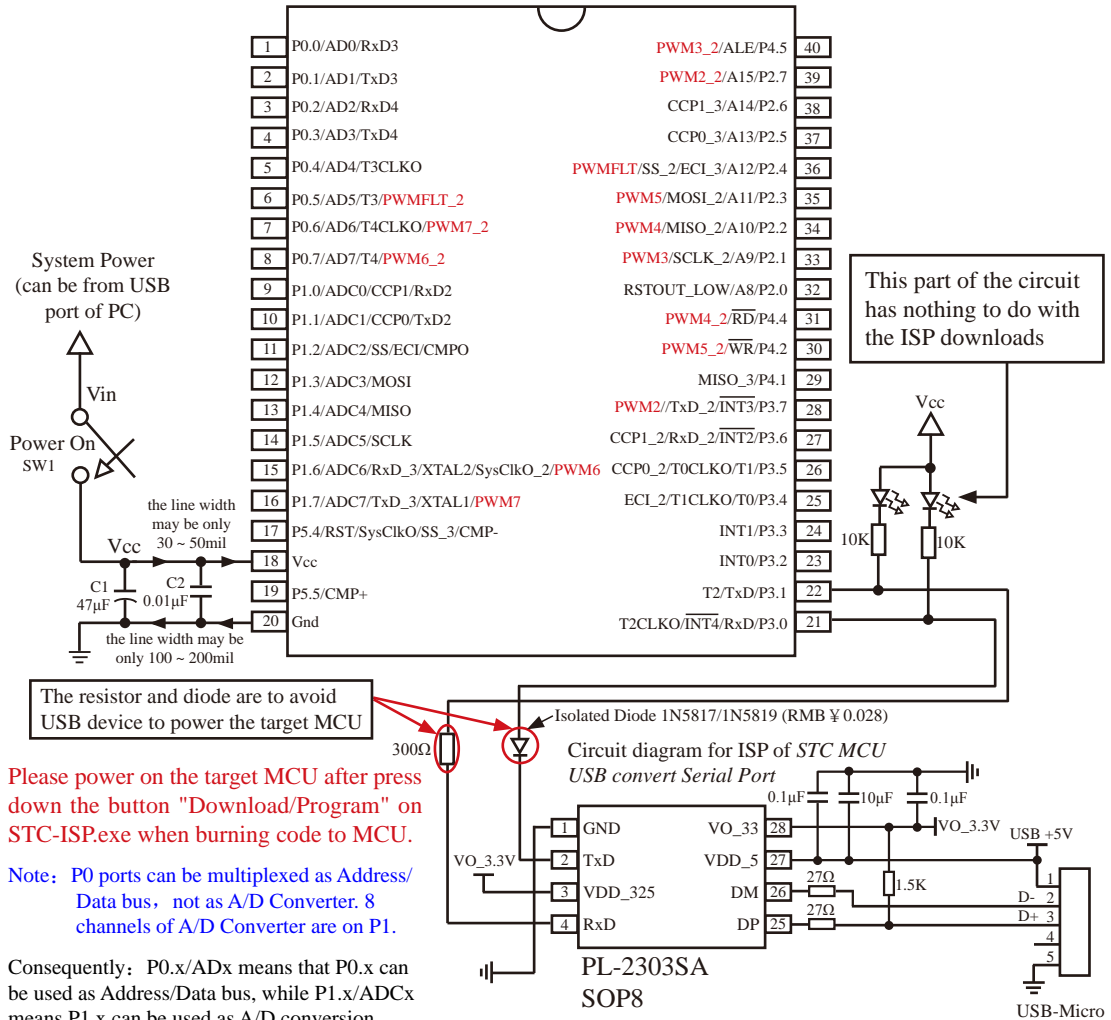 1 P0.0/AD0/RxD3
2 P0.1/AD1/TxD3
3 P0.2/AD2/RxD4
4 P0.3/AD3/TxD4
5 P0.4/AD4/T3CLKO
6 P0.5/AD5/T3/PWMFLT_2
7 P0.6/AD6/T4CLKO/PWM7_2
8 P0.7/AD7/T4/PWM6_2
9 P1.0/ADC0/CCP1/RxD2
10 P1.1/ADC1/CCP0/TxD2
11 P1.2/ADC2/SS/ECI/CMPO
12 P1.3/ADC3/MOSI
13 P1.4/ADC4/MISO
14 P1.5/ADC5/SCLK
15 P1.6/ADC6/RxD_3/XTAL2/SysClkO_2/PWM6
16 P1.7/ADC7/TxD_3/XTAL1/PWM7
17 P5.4/RST/SysClkO/SS_3/CMP-
18 Vcc
19 P5.5/CMP+
20 Gnd
PWM3_2/ALE/P4.5 40
PWM2_2/A15/P2.7 39
CCP1_3/A14/P2.6 38
CCP0_3/A13/P2.5 37
PWMFLT/SS_2/ECI_3/A12/P2.4 36
PWM5/MOSI_2/A11/P2.3 35
PWM4/MISO_2/A10/P2.2 34
PWM3/SCLK_2/A9/P2.1 33
RSTOUT_LOW/A8/P2.0 32
PWM4_2/RD/P4.4 31
PWM5_2/WR/P4.2 30
MISO_3/P4.1 29
PWM2//TxD_2/INT3/P3.7 28
CCP1_2/RxD_2/INT2/P3.6 27
CCP0_2/T0CLKO/T1/P3.5 26
ECI_2/T1CLKO/T0/P3.4 25
INT1/P3.3 24
INT0/P3.2 23
T2/TxD/P3.1 22
T2CLKO/INT4/RxD/P3.0 21
System Power
(can be from USB
port of PC)
Vin
Power On
SW1
the line width
may be only
30 ~ 50mil
Vcc
C1
47μF
C2
0.01μF
the line width may be
only 100 ~ 200mil
This part of the circuit
has nothing to do with
the ISP downloads
Vcc
10K
10K
The resistor and diode are to avoid
USB device to power the target MCU
300Ω
Isolated Diode 1N5817/1N5819 (RMB ¥ 0.028)
Circuit diagram for ISP of STC MCU
USB convert Serial Port
Please power on the target MCU after press
down the button "Download/Program" on
STC-ISP.exe when burning code to MCU.
Note: P0 ports can be multiplexed as Address/
Data bus, not as A/D Converter. 8
channels of A/D Converter are on P1.
Consequently: P0.x/ADx means that P0.x can
be used as Address/Data bus, while P1.x/ADCx
means P1.x can be used as A/D conversion
0.1μF
10μF
0.1μF
VO_3.3V
VO_3.3V
1 GND
2 TxD
3 VDD_325
4 RxD
VO_33 28
VDD_5 27
DM 26
DP 25
27Ω
27Ω
1.5K
USB +5V
1
D- 2
D+ 3
4
5
PL-2303SA
SOP8
USB-Micro